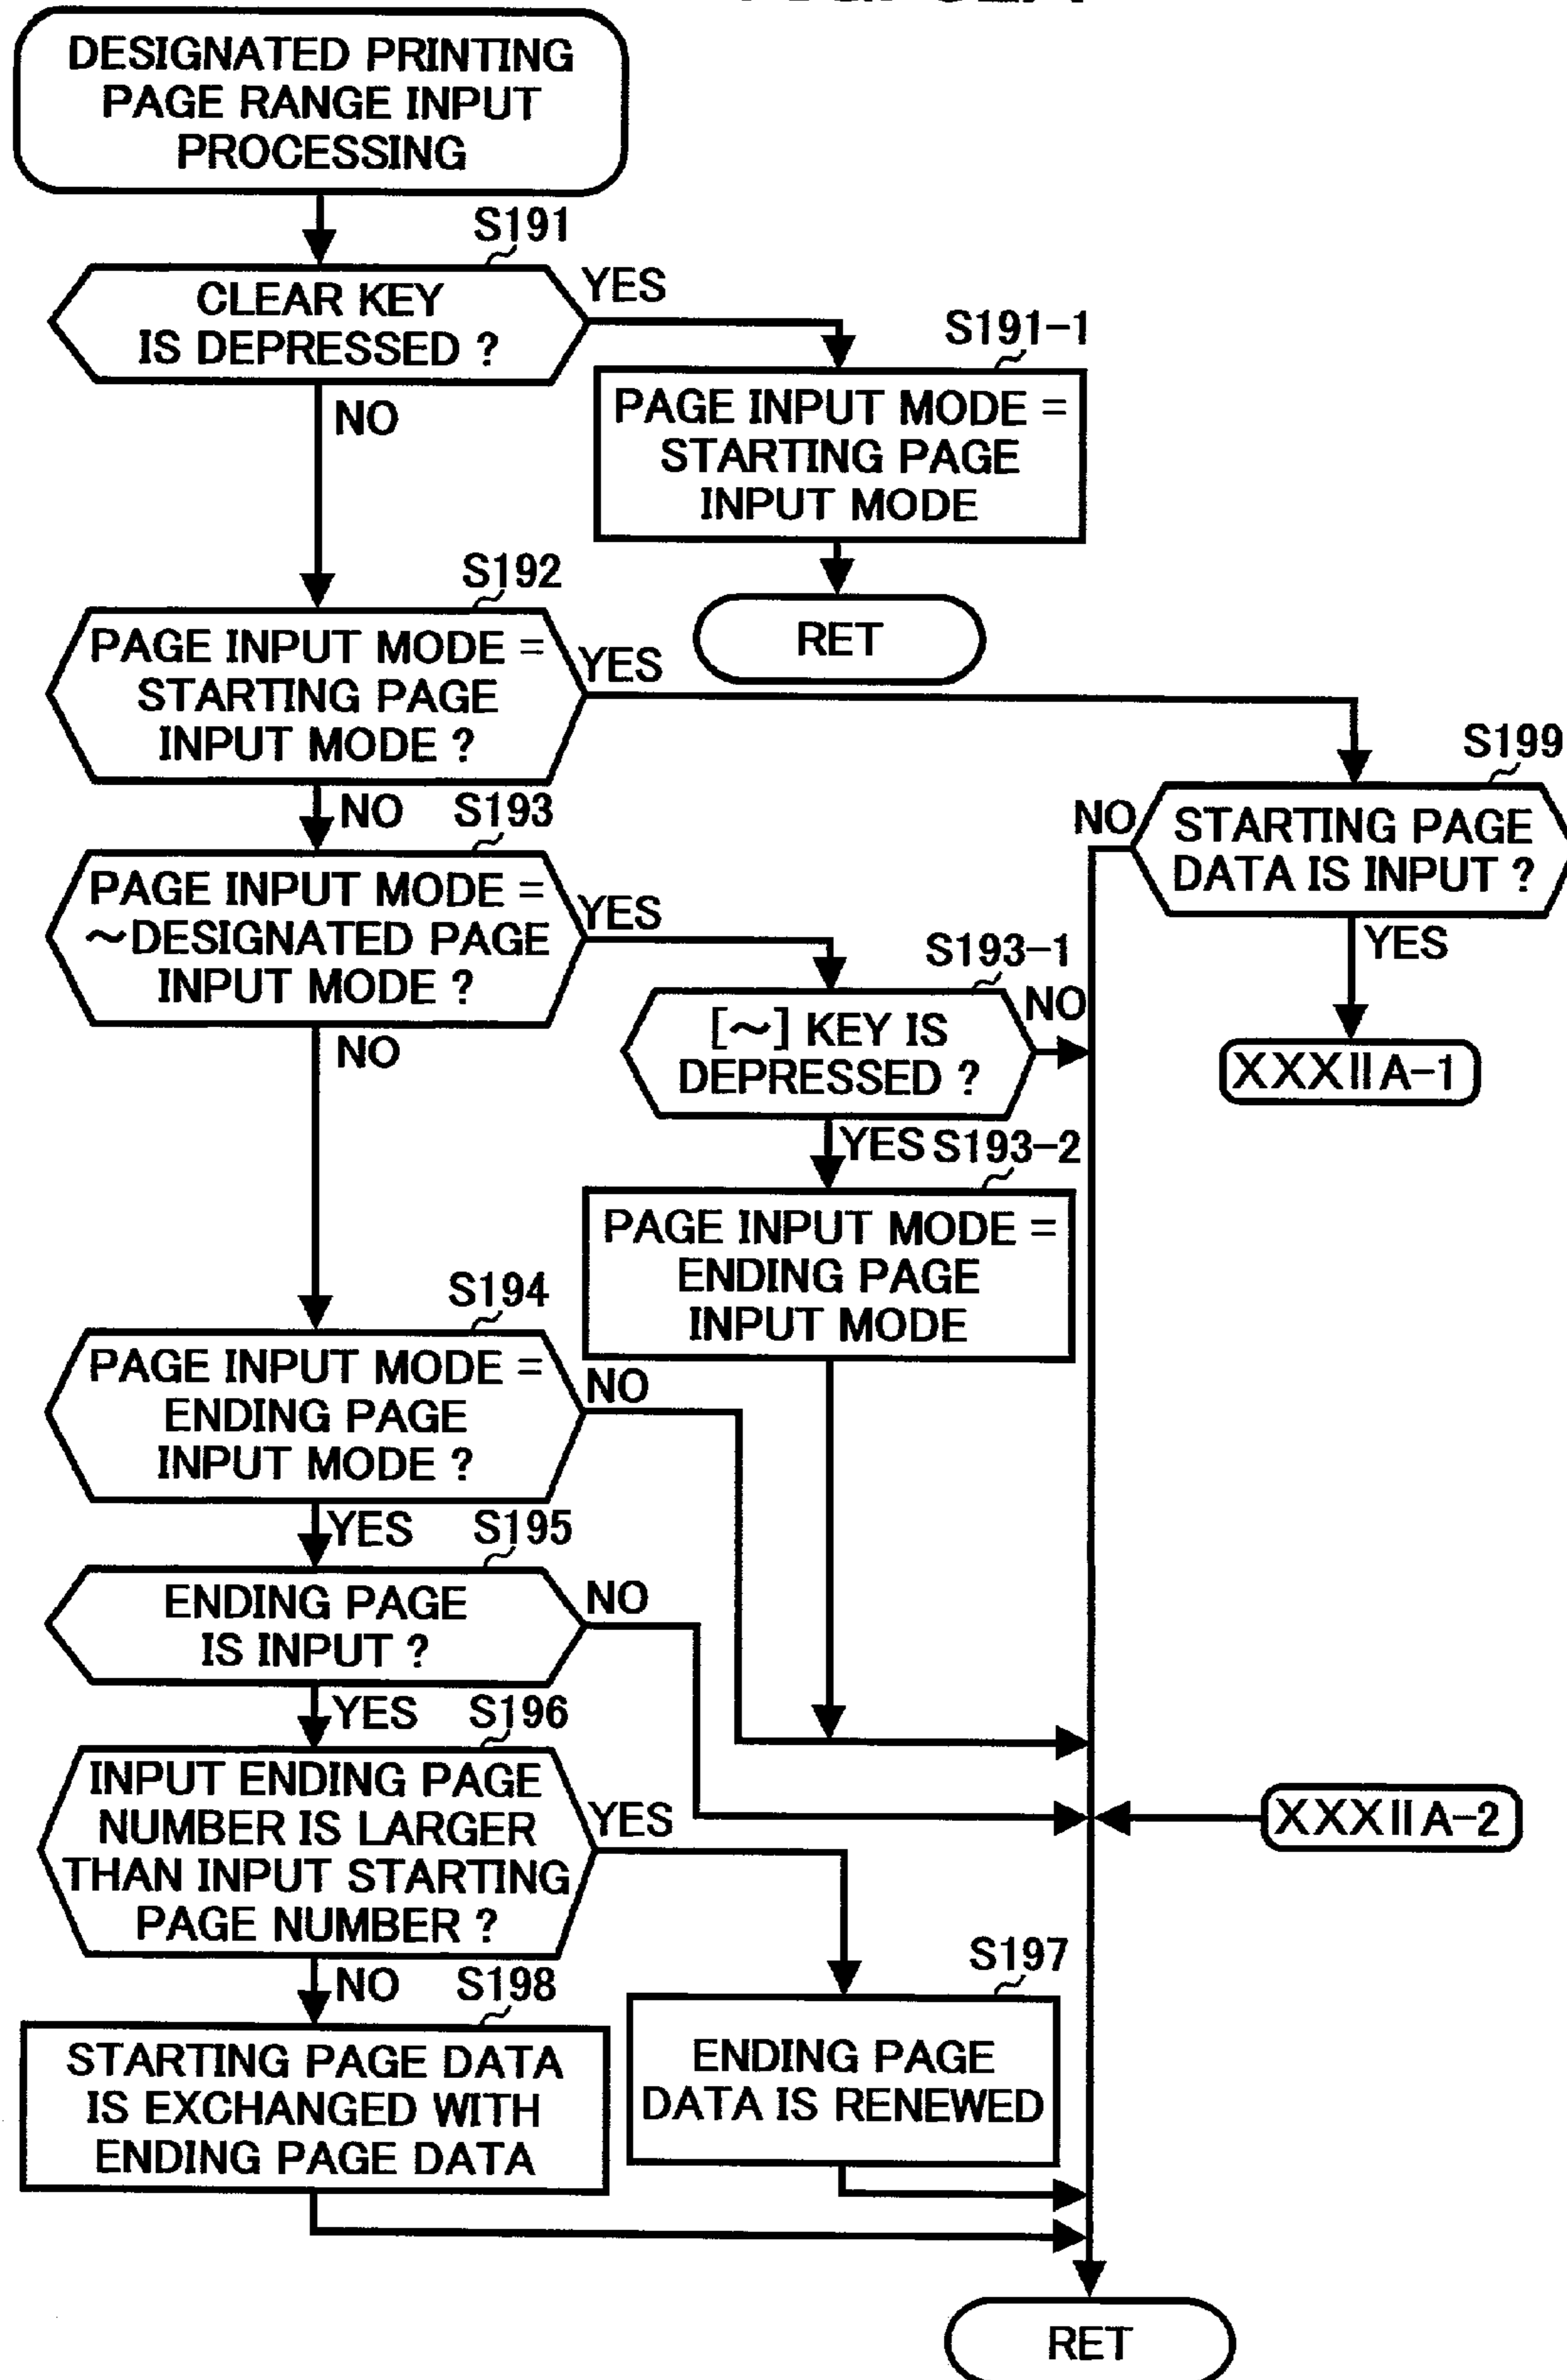 DESIGNATED PRINTING
PAGE RANGE INPUT
PROCESSING
S191
CLEAR KEY
IS DEPRESSED ?
YES
NO
S191-1
PAGE INPUT MODE =
STARTING PAGE
INPUT MODE
RET
S192
PAGE INPUT MODE =
STARTING PAGE
INPUT MODE ?
YES
NO
S199
STARTING PAGE
DATA IS INPUT ?
NO
YES
XXXIIA-1
S193
PAGE INPUT MODE =
~DESIGNATED PAGE
INPUT MODE ?
YES
NO
S193-1
[~] KEY IS
DEPRESSED ?
NO
YES
S193-2
PAGE INPUT MODE =
ENDING PAGE
INPUT MODE
S194
PAGE INPUT MODE =
ENDING PAGE
INPUT MODE ?
NO
YES
S195
ENDING PAGE
IS INPUT ?
NO
YES
S196
INPUT ENDING PAGE
NUMBER IS LARGER
THAN INPUT STARTING
PAGE NUMBER ?
YES
NO
XXXIIA-2
S197
ENDING PAGE
DATA IS RENEWED
S198
STARTING PAGE DATA
IS EXCHANGED WITH
ENDING PAGE DATA
RET